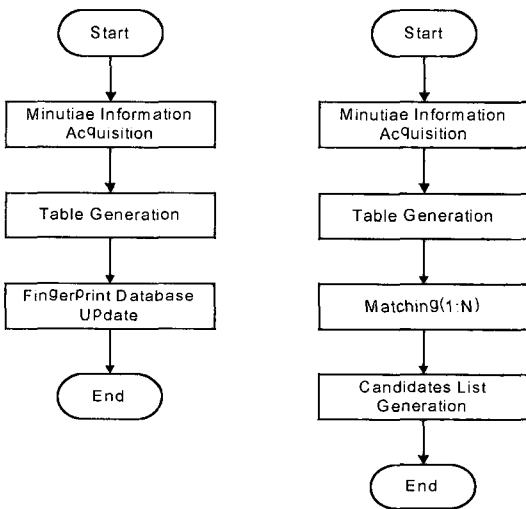 Start
Minutiae Information
Acquisition
Table Generation
FingerPrint Database
UPdate
End
Start
Minutiae Information
Acquisition
Table Generation
Matching(1:N)
Candidates List
Generation
End